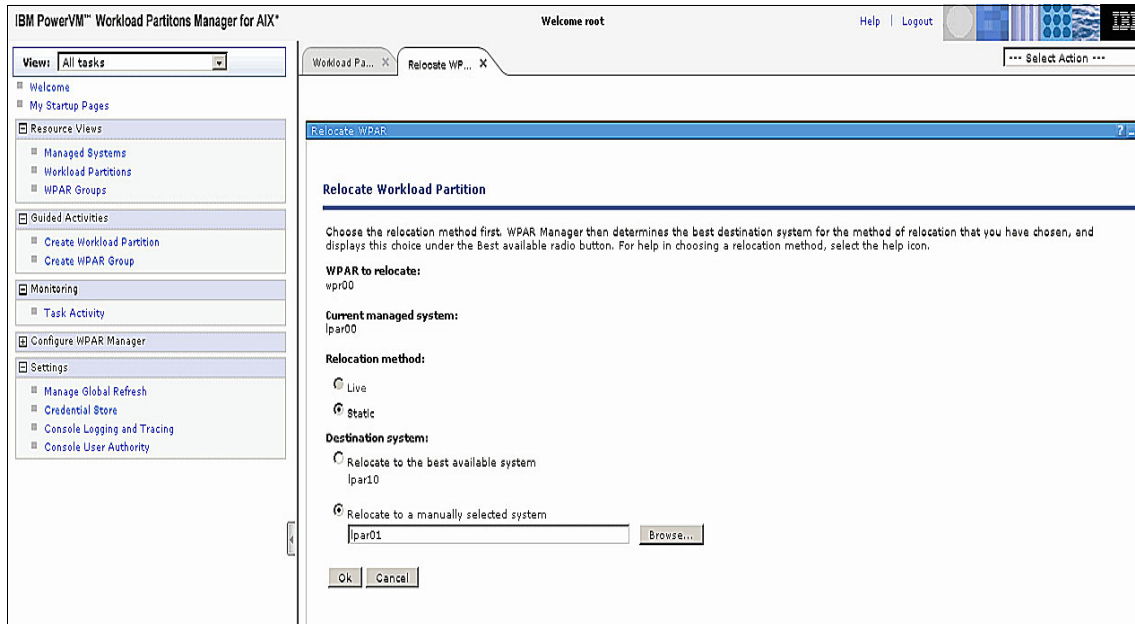 IBM PowerVM™ Workload Partitons Manager for AIX*
Welcome root
Help | Logout
View: All tasks
Workload Pa... X
Relocate WP... X
--- Select Action ---
Welcome
My Startup Pages
Resource Views
Managed Systems
Workload Partitions
WPAR Groups
Guided Activities
Create Workload Partition
Create WPAR Group
Monitoring
Task Activity
Configure WPAR Manager
Settings
Manage Global Refresh
Credential Store
Console Logging and Tracing
Console User Authority
Relocate WPAR
Relocate Workload Partition
Choose the relocation method first. WPAR Manager then determines the best destination system for the method of relocation that you have chosen, and
displays this choice under the Best available radio button. For help in choosing a relocation method, select the help icon.
WPAR to relocate:
wpr00
Current managed system:
lpar00
Relocation method:
Live
Static
Destination system:
Relocate to the best available system
lpar10
Relocate to a manually selected system
lpar01
Browse...
Ok
Cancel